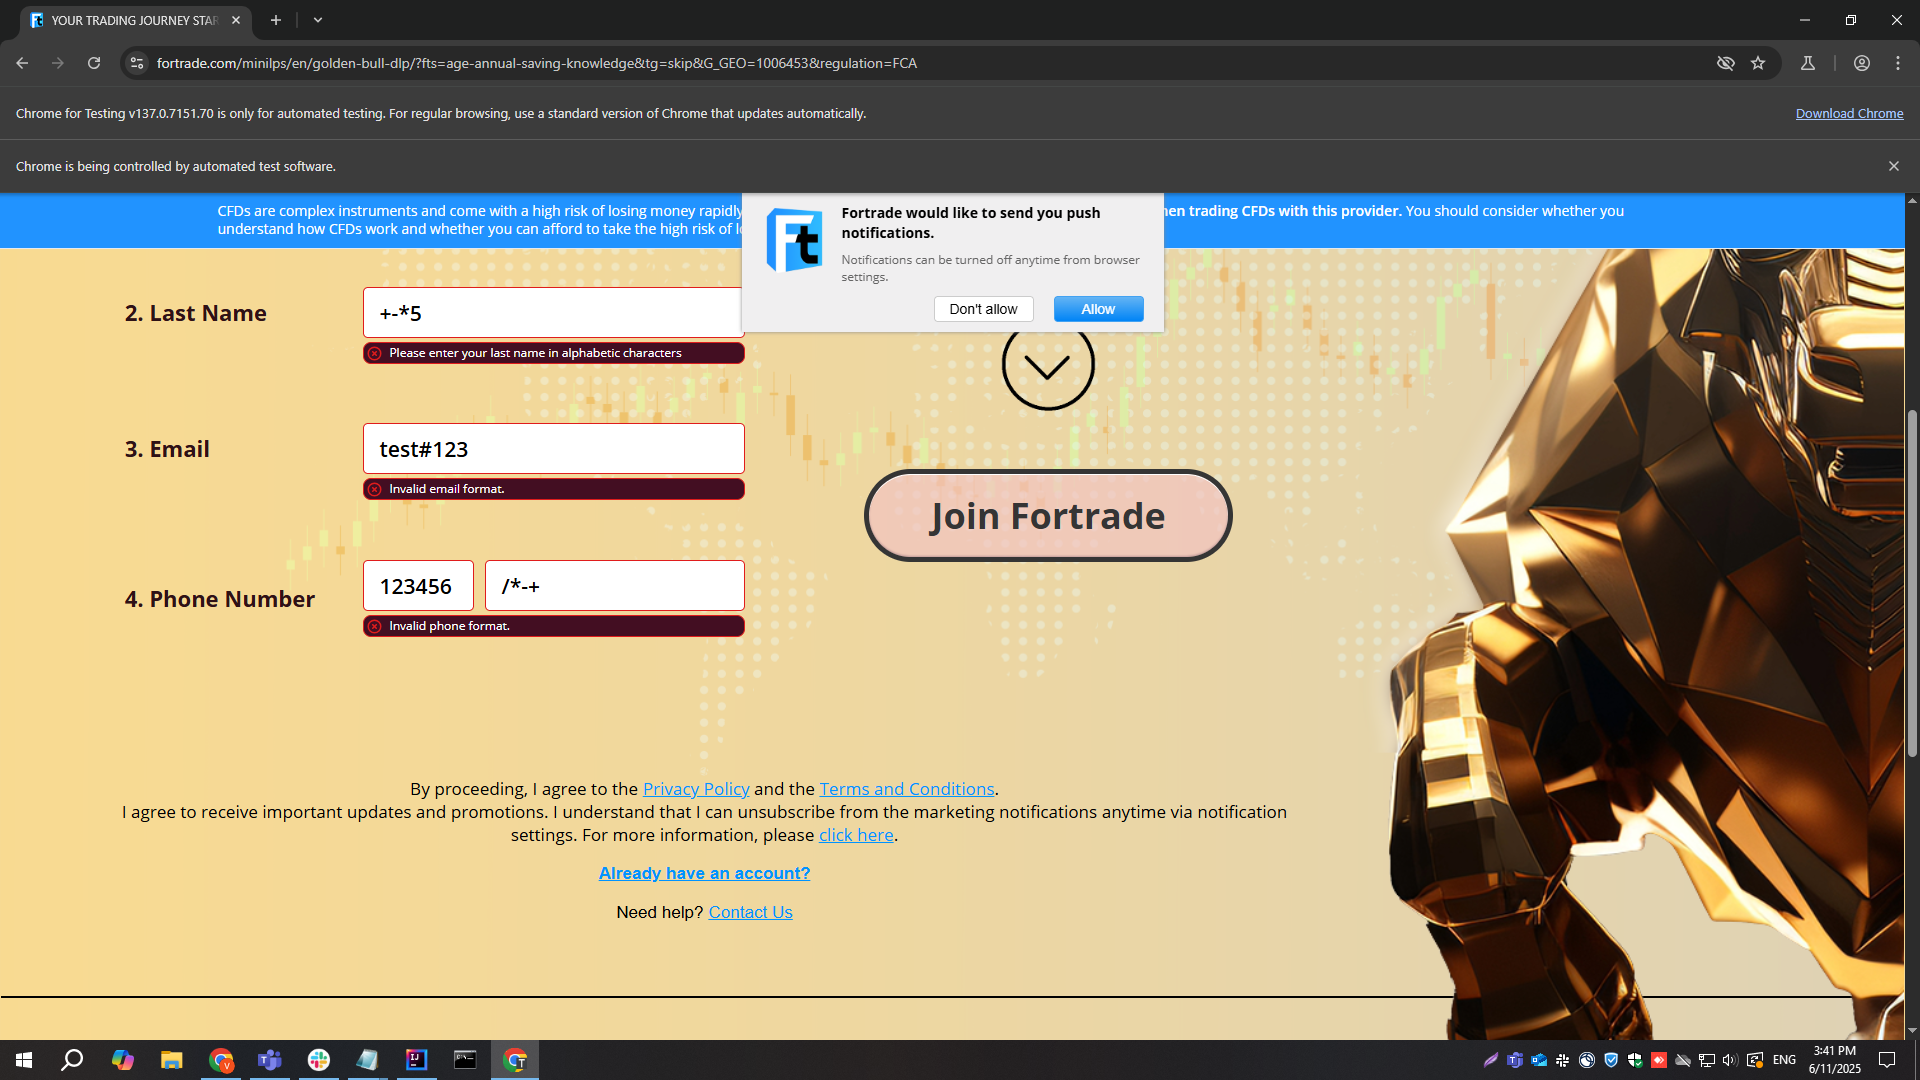 YOUR TRADING JOURNEY STAR
fortrade.com/minilps/en/golden-bull-dlp/?fts=age-annual-saving-knowledge&tg=skip&G_GEO=1006453&regulation=FCA
Chrome for Testing v137.0.7151.70 is only for automated testing. For regular browsing, use a standard version of Chrome that updates automatically.
Download Chrome
Chrome is being controlled by automated test software.
CFDs are complex instruments and come with a high risk of losing money rapidly
hen trading CFDs with this provider. You should consider whether you
understand how CFDs work and whether you can afford to take the high risk of l
Ft
Fortrade would like to send you push
notifications.
Notifications can be turned off anytime from browser
settings.
Don't allow
Allow
2. Last Name
+-*5
Please enter your last name in alphabetic characters
3. Email
test#123
Invalid email format.
Join Fortrade
4. Phone Number
123456
/*-+
Invalid phone format.
By proceeding, I agree to the Privacy Policy and the Terms and Conditions.
I agree to receive important updates and promotions. I understand that I can unsubscribe from the marketing notifications anytime via notification
settings. For more information, please click here.
Already have an account?
Need help? Contact Us
ENG
3:41 PM
6/11/2025